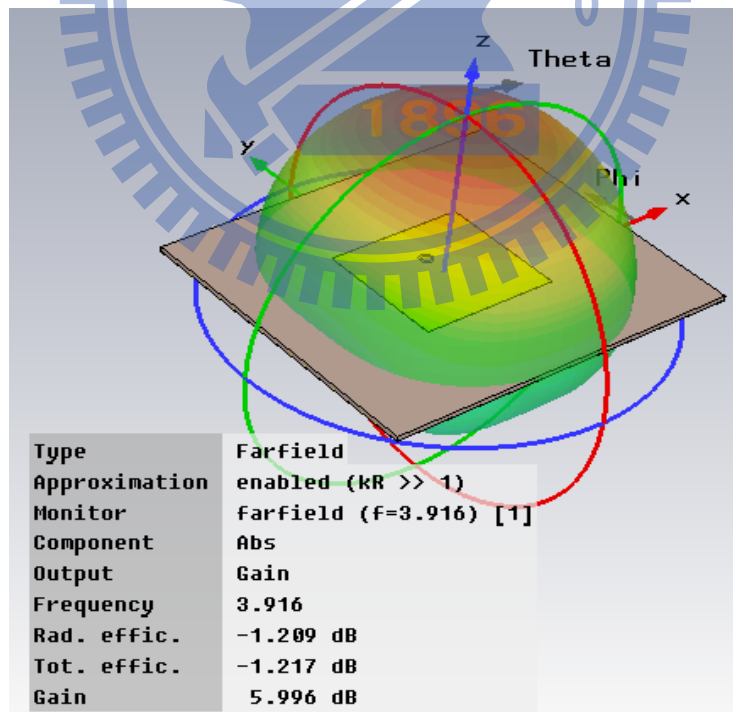 z
Theta
1896
y
Phi
x
Type Farfield
Approximation enabled (kR >> 1)
Monitor farfield (f=3.916) [1]
Component Abs
Output Gain
Frequency 3.916
Rad. effic. -1.209 dB
Tot. effic. -1.217 dB
Gain 5.996 dB